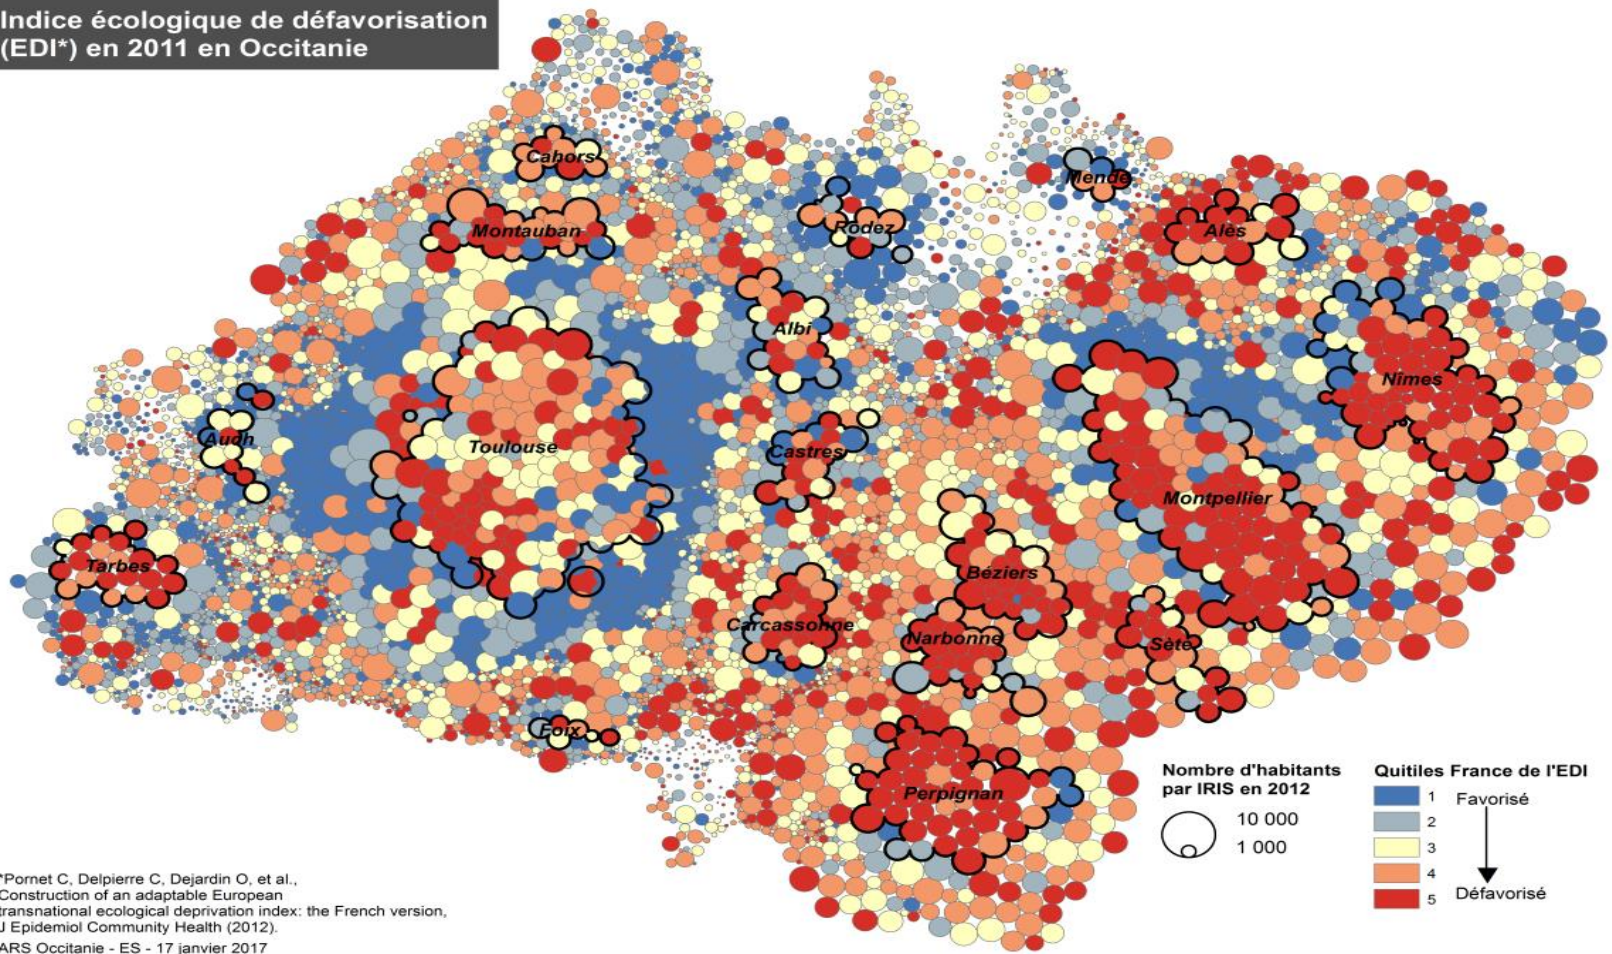 Indice écologique de défavorisation
(EDI*) en 2011 en Occitanie
Cahors
Mende
Montauban
Rodez
Alès
Albi
Nîmes
Auch
Toulouse
Castres
Montpellier
Tarbes
Béziers
Carcassonne
Narbonne
Sète
Foix
Perpignan
Nombre d'habitants
par IRIS en 2012
10 000
1 000
Quitiles France de l'EDI
1 Favorisé
2
3
4
5 Défavorisé
*Pornet C, Delpierre C, Dejardin O, et al.,
Construction of an adaptable European
transnational ecological deprivation index: the French version,
J Epidemiol Community Health (2012).
ARS Occitanie - ES - 17 janvier 2017